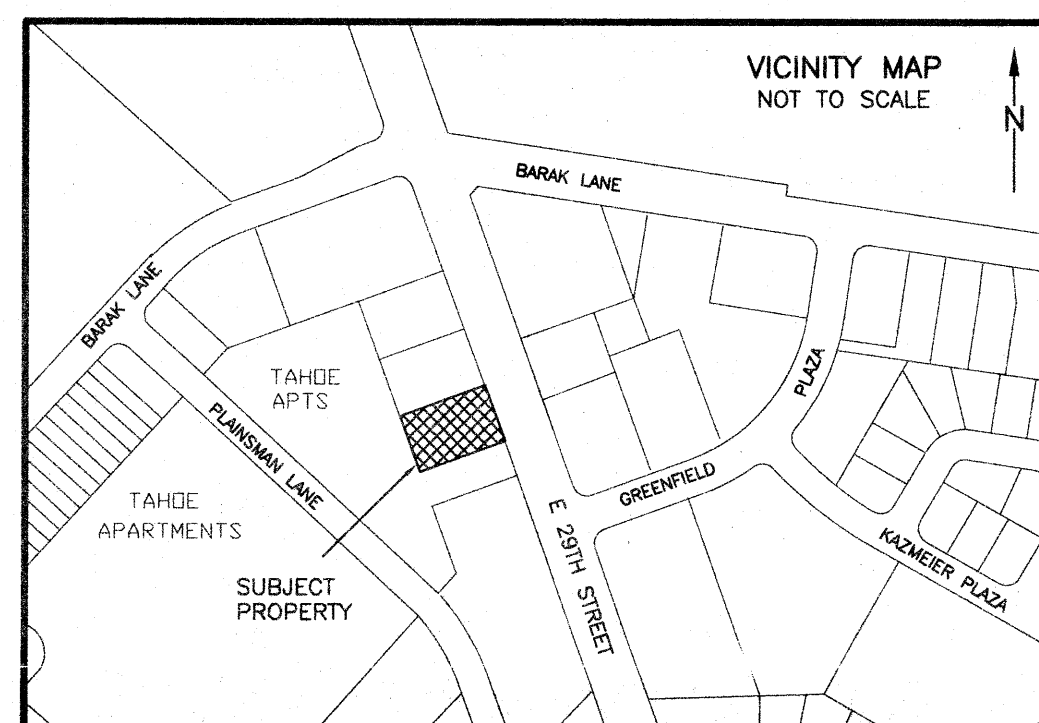 VICINITY MAP
NOT TO SCALE
N
BARAK LANE
BARAK LANE
PLAZA
TAHOE
APTS
PLAINSMAN LANE
GREENFIELD
TAHOE
APARTMENTS
E 29TH STREET
KAZMEIER PLAZA
SUBJECT
PROPERTY